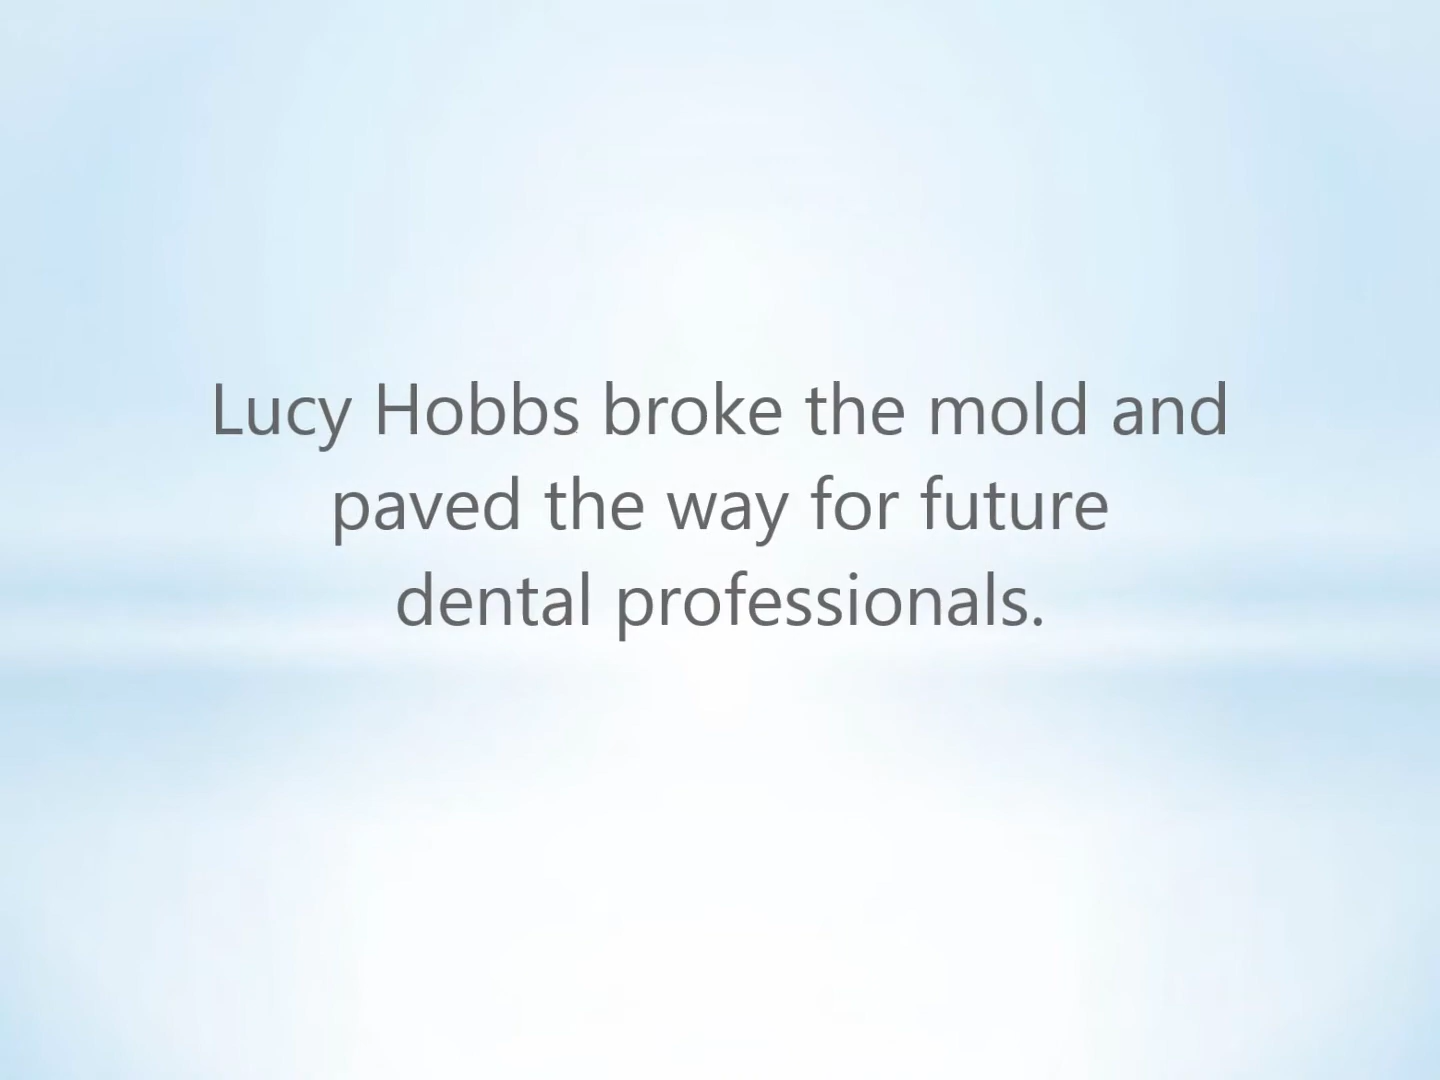 Lucy Hobbs broke the mold and
paved the way for future
dental professionals.